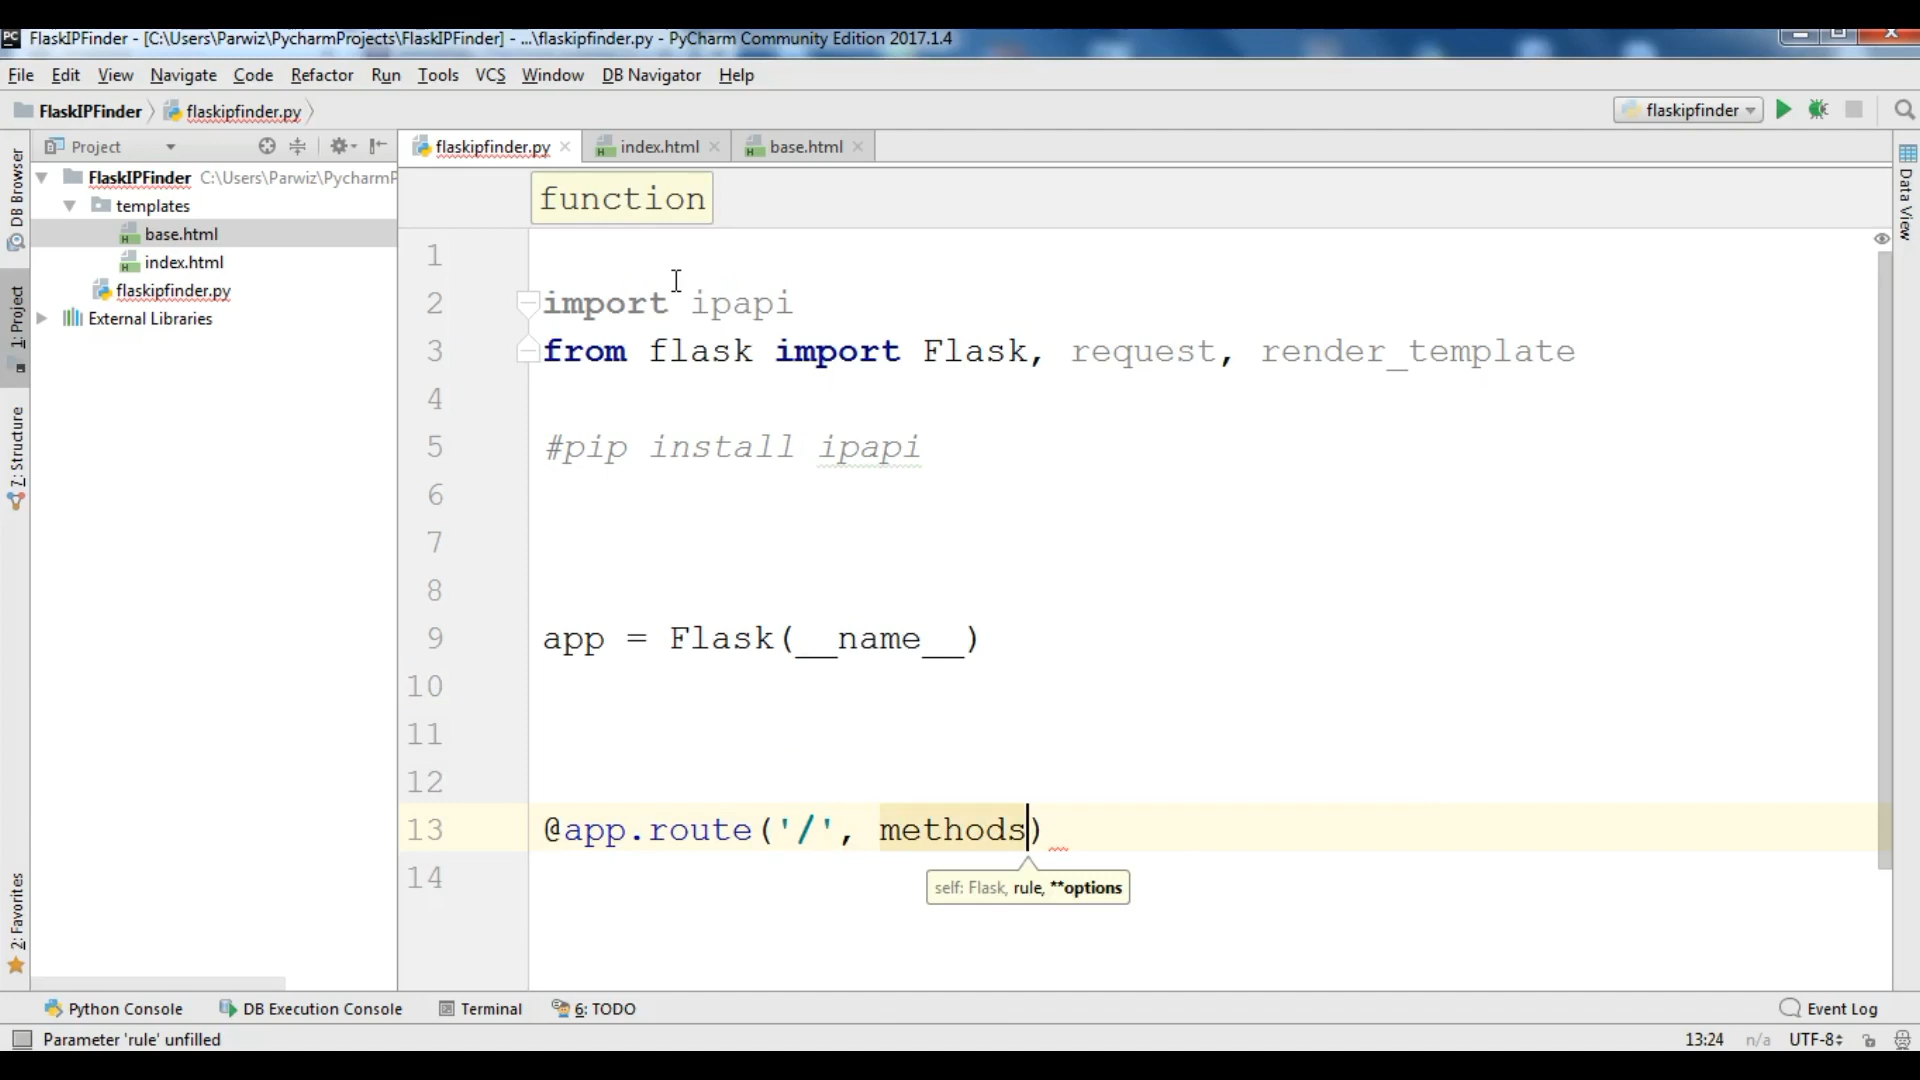 PC FlaskIPFinder - [C:\Users\Parwiz\PycharmProjects\FlaskIPFinder] - ...\flaskipfinder.py - PyCharm Community Edition 2017.1.4
File Edit View Navigate Code Refactor Run Tools VCS Window DB Navigator Help
FlaskIPFinder flaskipfinder.py flaskipfinder
Project flaskipfinder.py index.html base.html
FlaskIPFinder C:\Users\Parwiz\PycharmP
templates
base.html
index.html
flaskipfinder.py
External Libraries
DB Browser
1: Project
7: Structure
2: Favorites
function
1
2 import ipapi
3 from flask import Flask, request, render_template
4
5 #pip install ipapi
6
7
8
9 app = Flask(__name__)
10
11
12
13 @app.route('/', methods)
14
self: Flask, rule, **options
Data View
Python Console DB Execution Console Terminal 6: TODO Event Log
Parameter 'rule' unfilled 13:24 n/a UTF-8